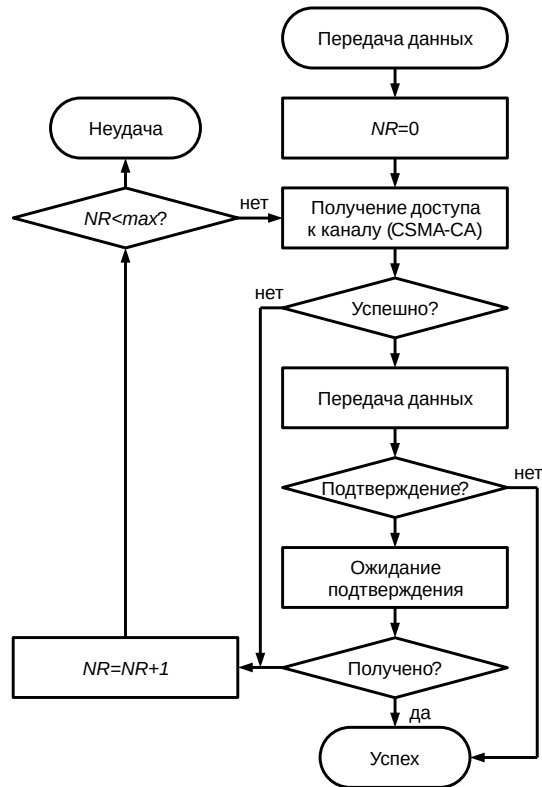 Передача данных
NR=0
Неудача
NR<max?
нет
Получение доступа
к каналу (CSMA-CA)
нет
Успешно?
Передача данных
нет
Подтверждение?
Ожидание
подтверждения
NR=NR+1
Получено?
да
Успех